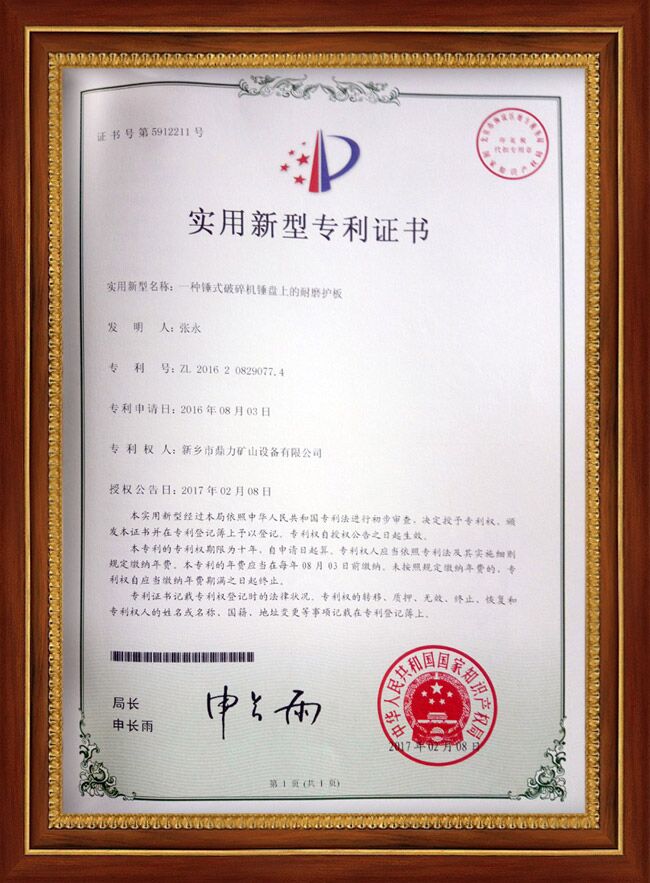 证书号第5912211号
实用新型专利证书
实用新型名称：一种锤式破碎机锤盘上的耐磨护板
发　明　人：张永
专　利　号：ZL 2016 2 0829077.4
专利申请日：2016年08月03日
专利权人：新乡市鼎力矿山设备有限公司
授权公告日：2017年02月08日
本实用新型经过本局依照中华人民共和国专利法进行初步审查，决定授予专利权，颁
发本证书并在专利登记簿上予以登记。专利权自授权公告之日起生效。
本专利的专利权期限为十年，自申请日起算。专利权人应当依照专利法及其实施细则
规定缴纳年费。本专利的年费应当在每年08月03日前缴纳。未按照规定缴纳年费的，专
利权自应当缴纳年费期满之日起终止。
专利证书记载专利权登记时的法律状况。专利权的转移、质押、无效、终止、恢复和
专利权人的姓名或名称、国籍、地址变更等事项记载在专利登记簿上。
局长
申长雨
申长雨
中华人民共和国国家知识产权局
2017年02月08日
第1页(共1页)